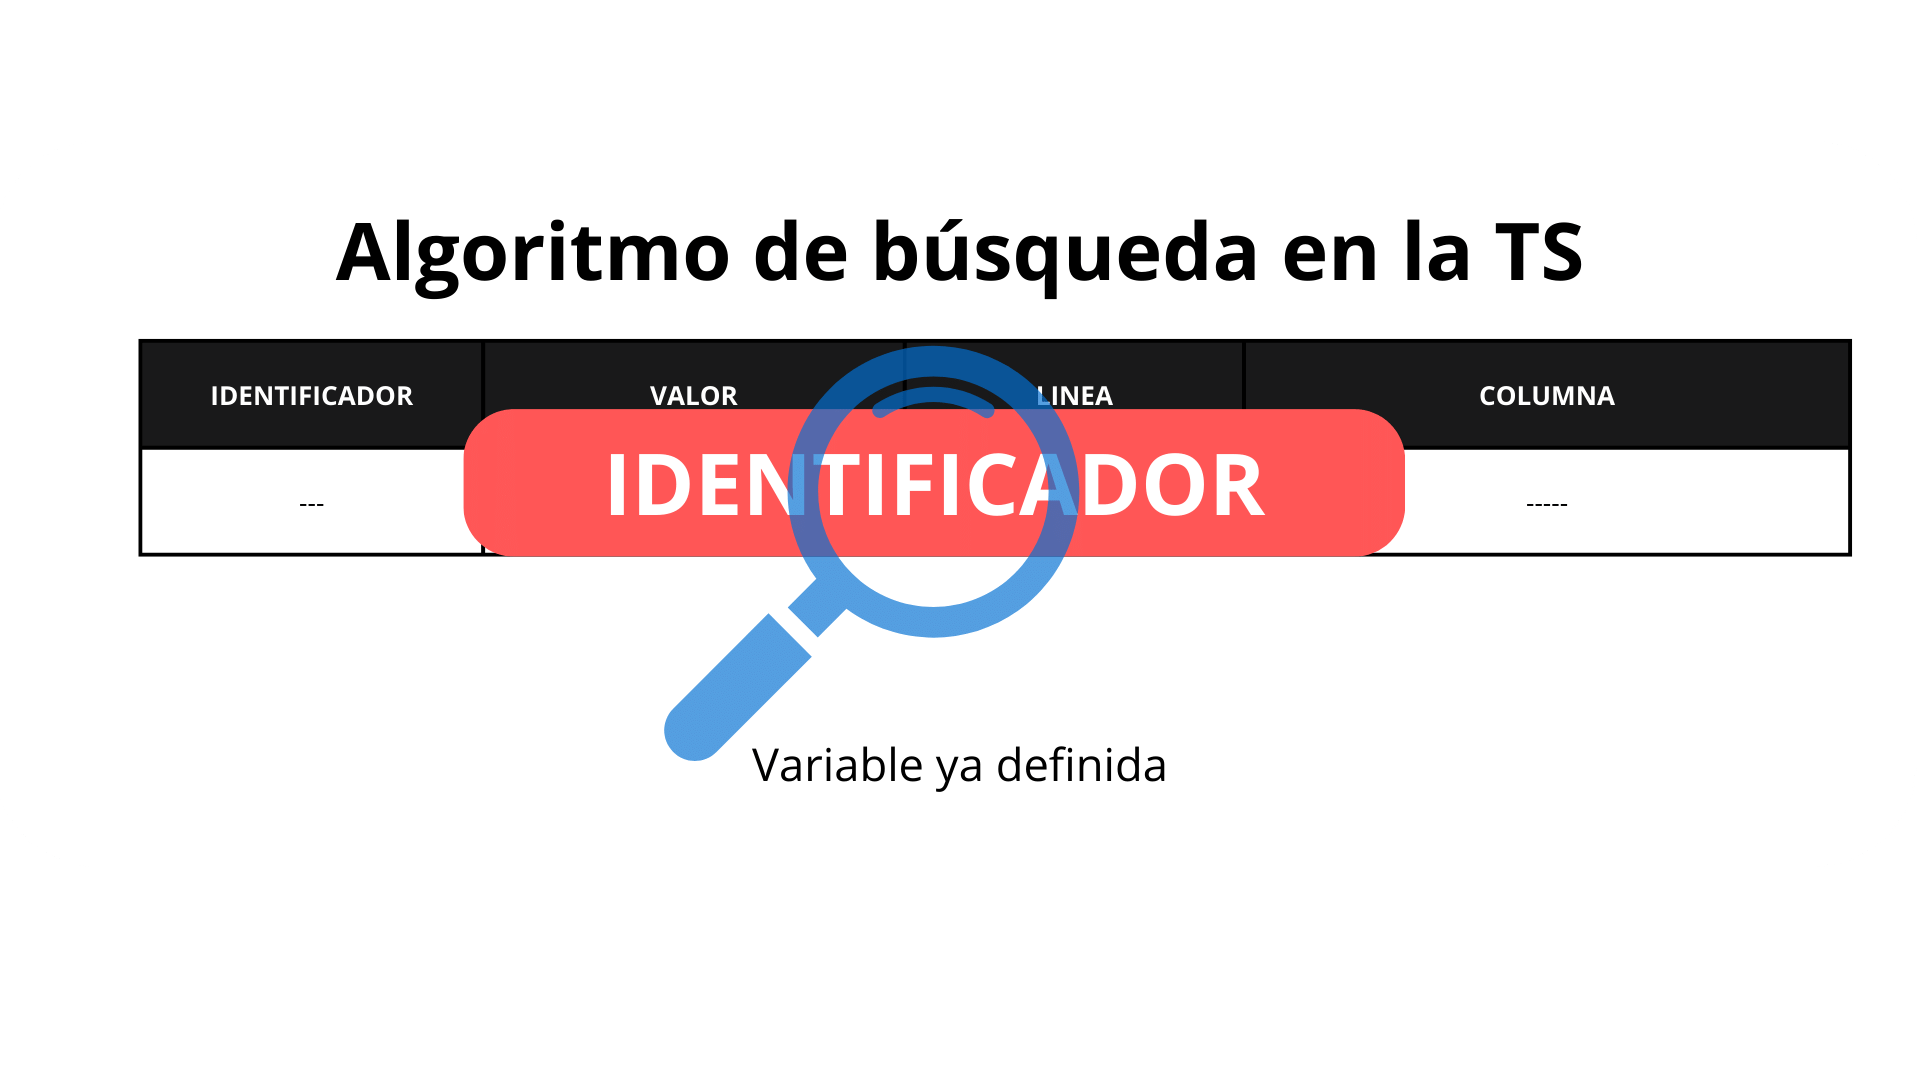 Algoritmo de búsqueda en la TS
IDENTIFICADOR VALOR LINEA COLUMNA
IDENTIFICADOR
--- -----
Variable ya definida